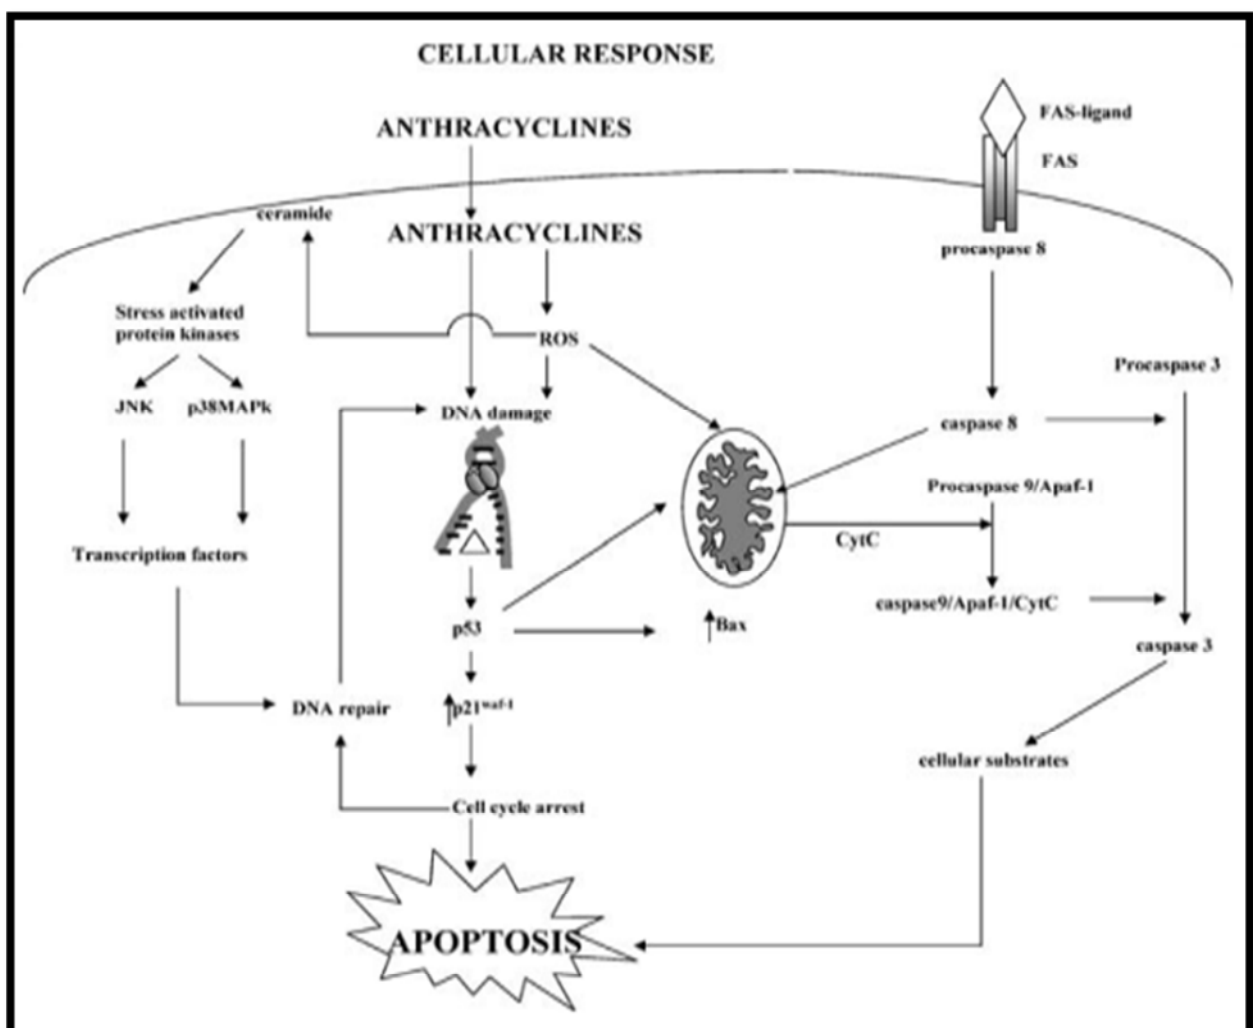 CELLULAR RESPONSE
ANTHRACYCLINES
FAS-ligand
FAS
ceramide
ANTHRACYCLINES
procaspase 8
Stress activated
protein kinases
ROS
Procaspase 3
JNK
p38MAPk
DNA damage
caspase 8
Procaspase 9/Apaf-1
CytC
Transcription factors
caspase9/Apaf-1/CytC
p53
Bax
caspase 3
DNA repair
p21waf-1
cellular substrates
Cell cycle arrest
APOPTOSIS